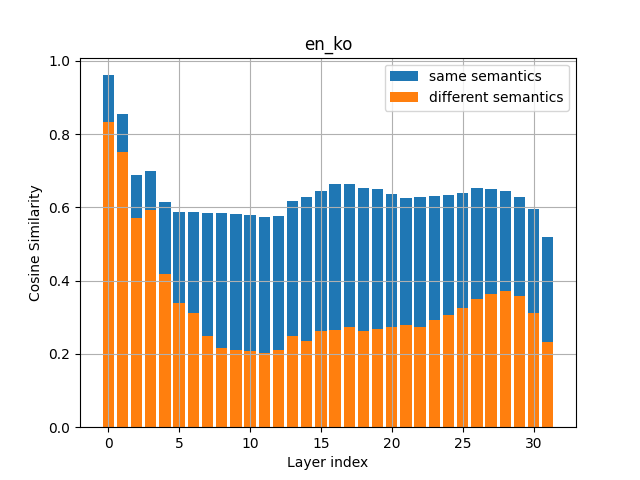 en_ko
same semantics
different semantics
Cosine Similarity
1.0
0.8
0.6
0.4
0.2
0.0
0 5 10 15 20 25 30
Layer index